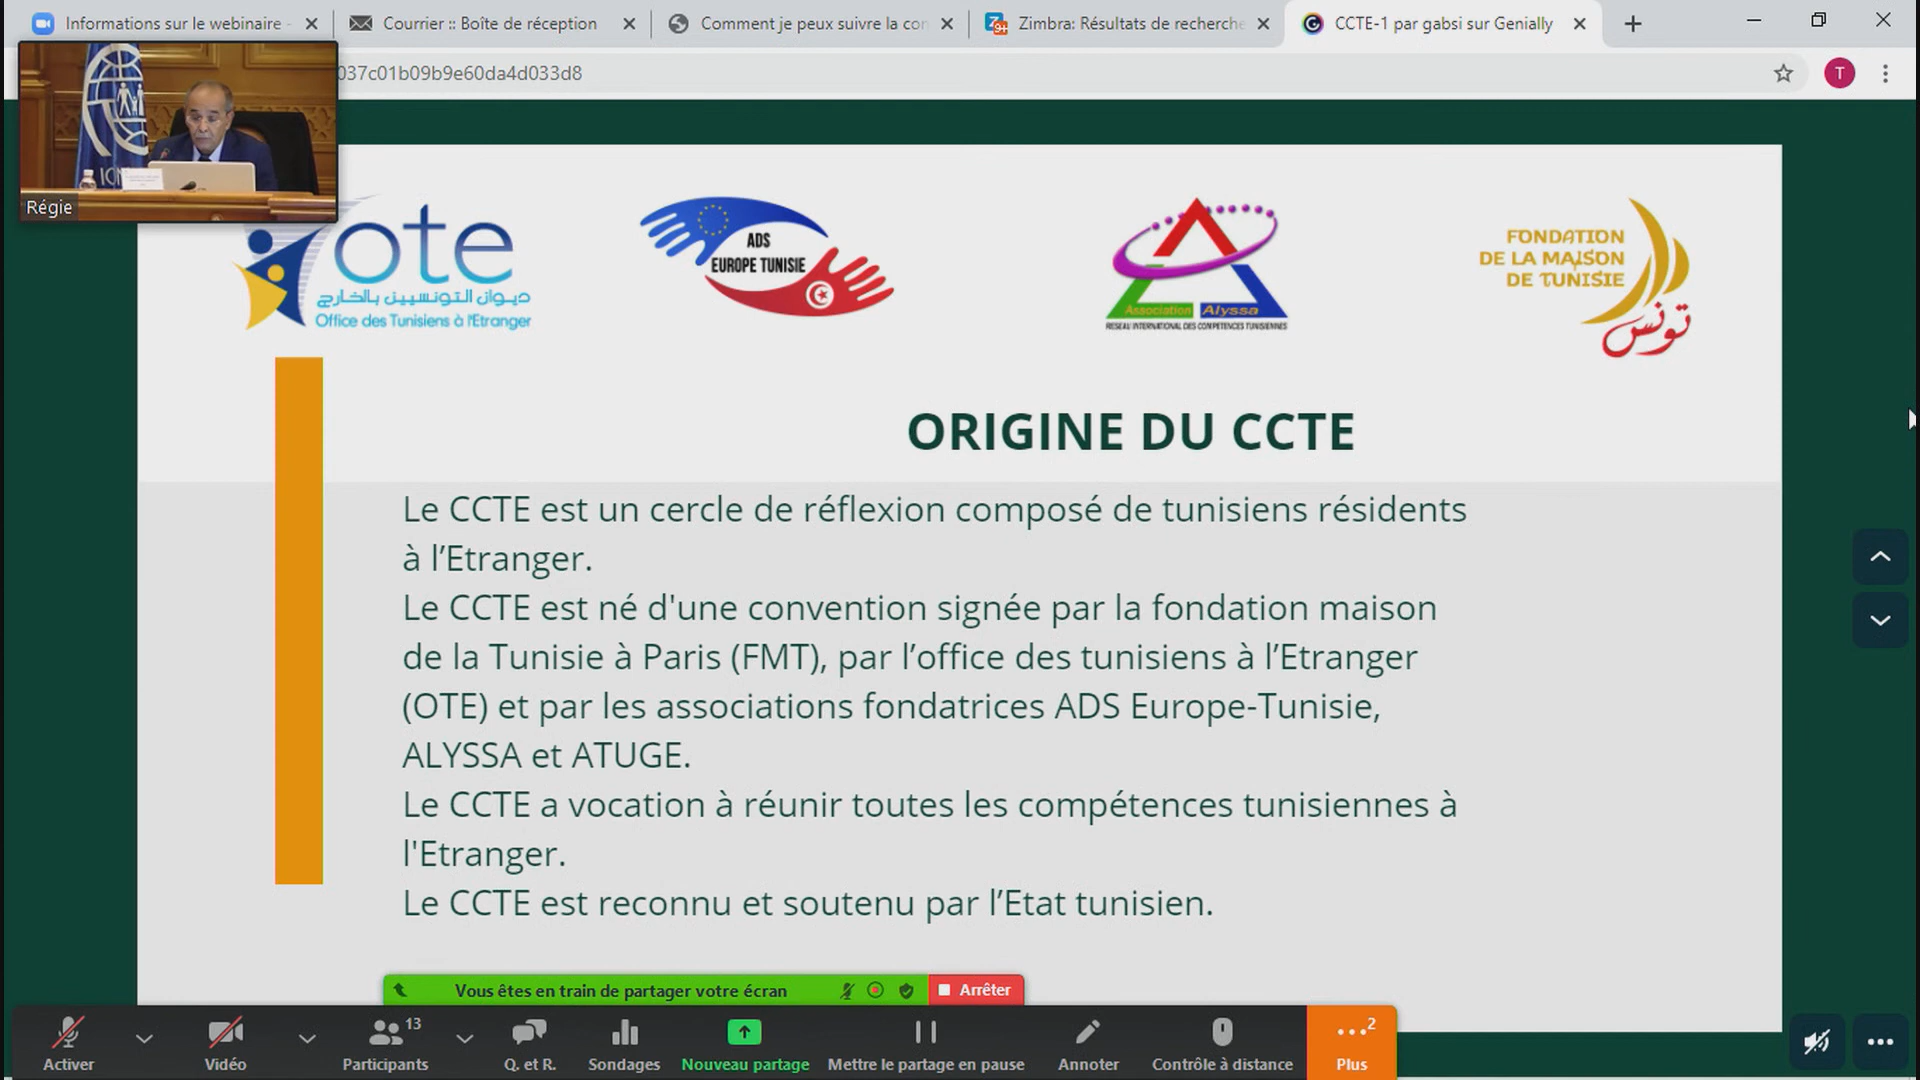 Informations sur le webinaire -
Courrier :: Boîte de réception
Comment je peux suivre la con
Zimbra: Résultats de recherche
CCTE-1 par gabsi sur Genially
037c01b09b9e60da4d033d8
T
Régie
ote
ديوان التونسيين بالخارج
Office des Tunisiens à l'Etranger
ADS
EUROPE TUNISIE
Association Alyssa
RESEAU INTERNATIONAL DES COMPETENCES TUNISIENNES
FONDATION
DE LA MAISON
DE TUNISIE
تونس
ORIGINE DU CCTE
Le CCTE est un cercle de réflexion composé de tunisiens résidents
à l’Etranger.
Le CCTE est né d'une convention signée par la fondation maison
de la Tunisie à Paris (FMT), par l’office des tunisiens à l’Etranger
(OTE) et par les associations fondatrices ADS Europe-Tunisie,
ALYSSA et ATUGE.
Le CCTE a vocation à réunir toutes les compétences tunisiennes à
l'Etranger.
Le CCTE est reconnu et soutenu par l’Etat tunisien.
Vous êtes en train de partager votre écran
Arrêter
13
2
Activer
Vidéo
Participants
Q. et R.
Sondages
Nouveau partage
Mettre le partage en pause
Annoter
Contrôle à distance
Plus